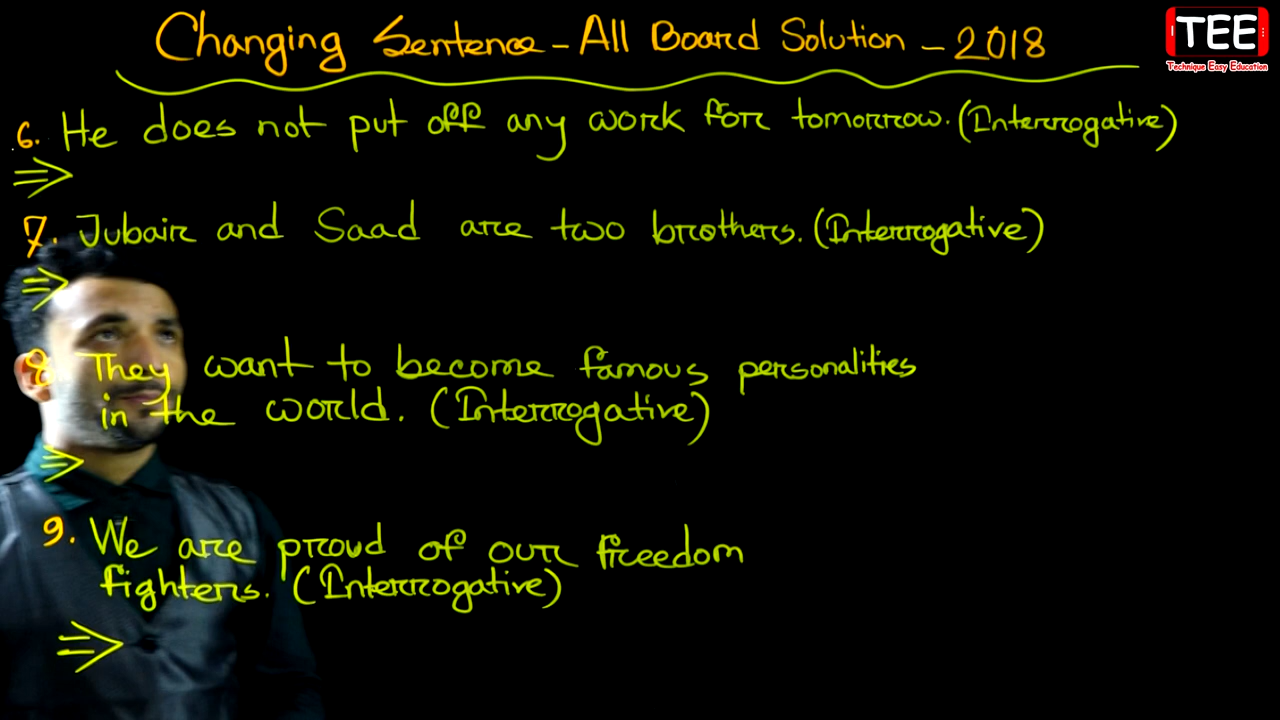 Changing Sentence - All Board Solution - 2018
TEE
Technique Easy Education
6. He does not put off any work for tomorrow. (Interrogative)
⇒
7. Jubair and Saad are two brothers. (Interrogative)
⇒
8. They want to become famous personalities
in the world. (Interrogative)
⇒
9. We are proud of our freedom
fighters. (Interrogative)
⇒